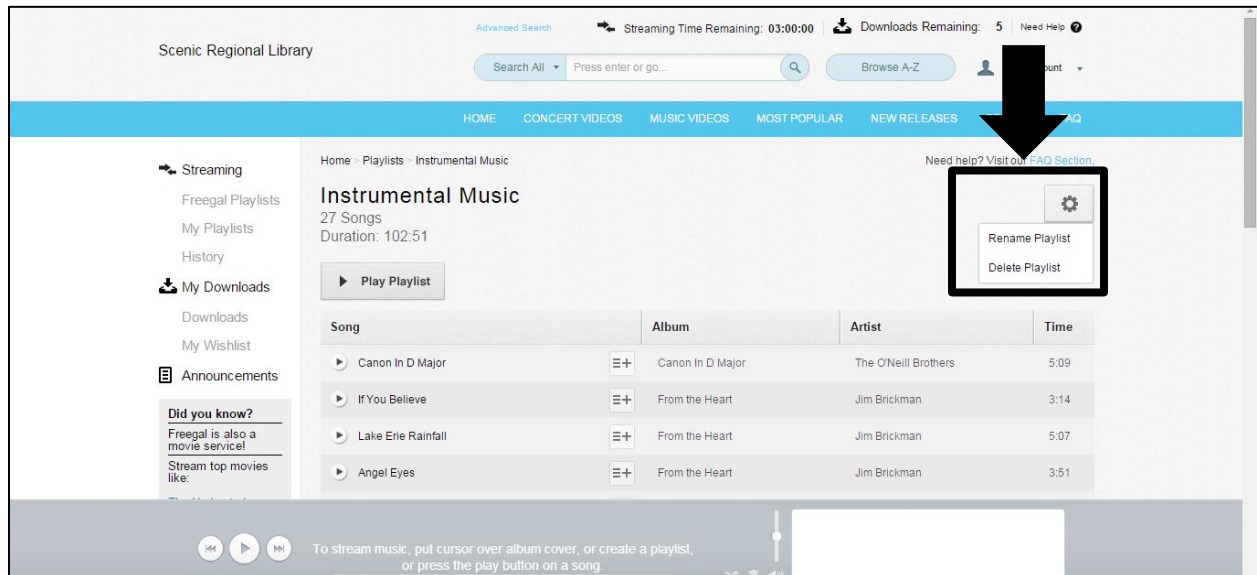 Advanced Search
Streaming Time Remaining: 03:00:00
Downloads Remaining: 5
Need Help
Scenic Regional Library
Search All
Press enter or go...
Browse A-Z
HOME CONCERT VIDEOS MUSIC VIDEOS MOST POPULAR NEW RELEASES FAQ
Streaming
Freegal Playlists
My Playlists
History
My Downloads
Downloads
My Wishlist
Announcements
Did you know?
Freegal is also a
movie service!
Stream top movies
like:
Home > Playlists > Instrumental Music
Need help? Visit our FAQ Section.
Instrumental Music
27 Songs
Duration: 102:51
Rename Playlist
Delete Playlist
Play Playlist
Song Album Artist Time
Canon In D Major Canon In D Major The O'Neill Brothers 5:09
If You Believe From the Heart Jim Brickman 3:14
Lake Erie Rainfall From the Heart Jim Brickman 5:07
Angel Eyes From the Heart Jim Brickman 3:51
To stream music, put cursor over album cover, or create a playlist,
or press the play button on a song.